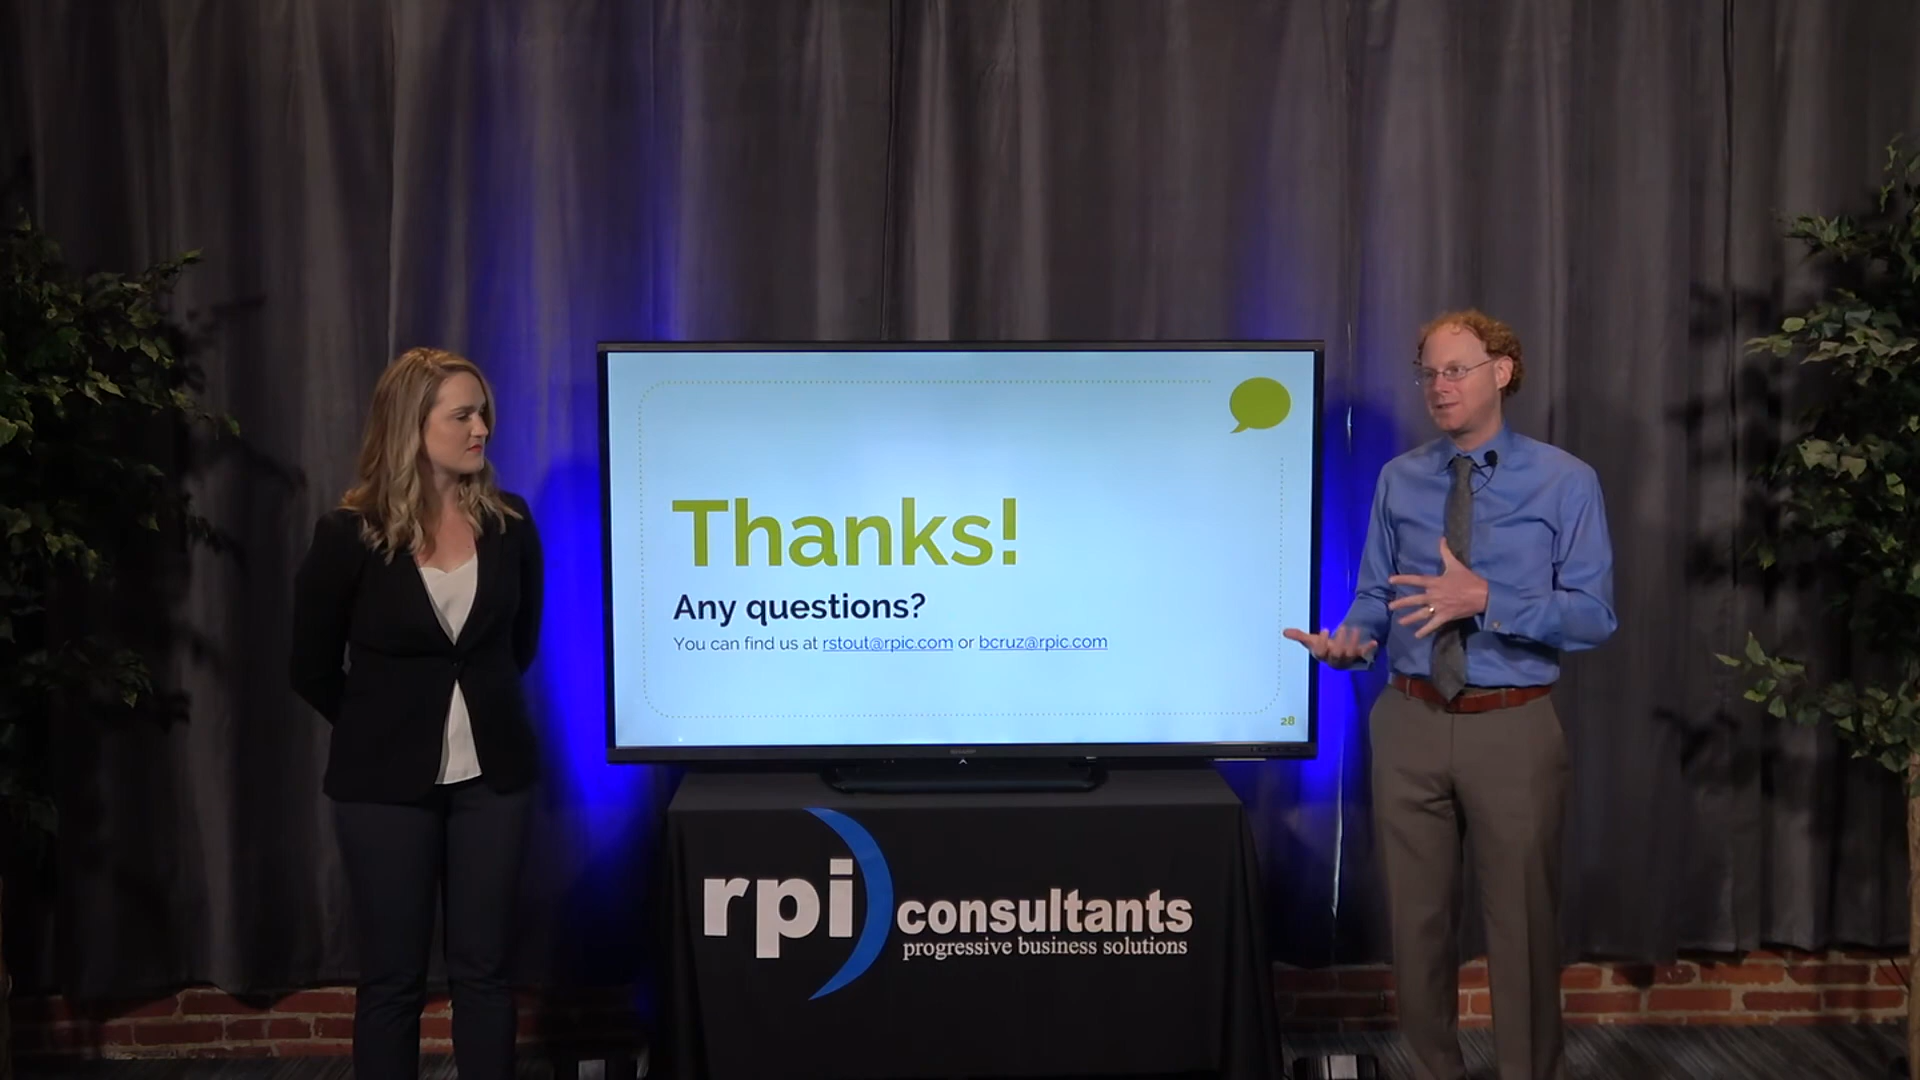 Thanks!
Any questions?
You can find us at rstout@rpic.com or bcruz@rpic.com
28
SHARP
rpi consultants
progressive business solutions